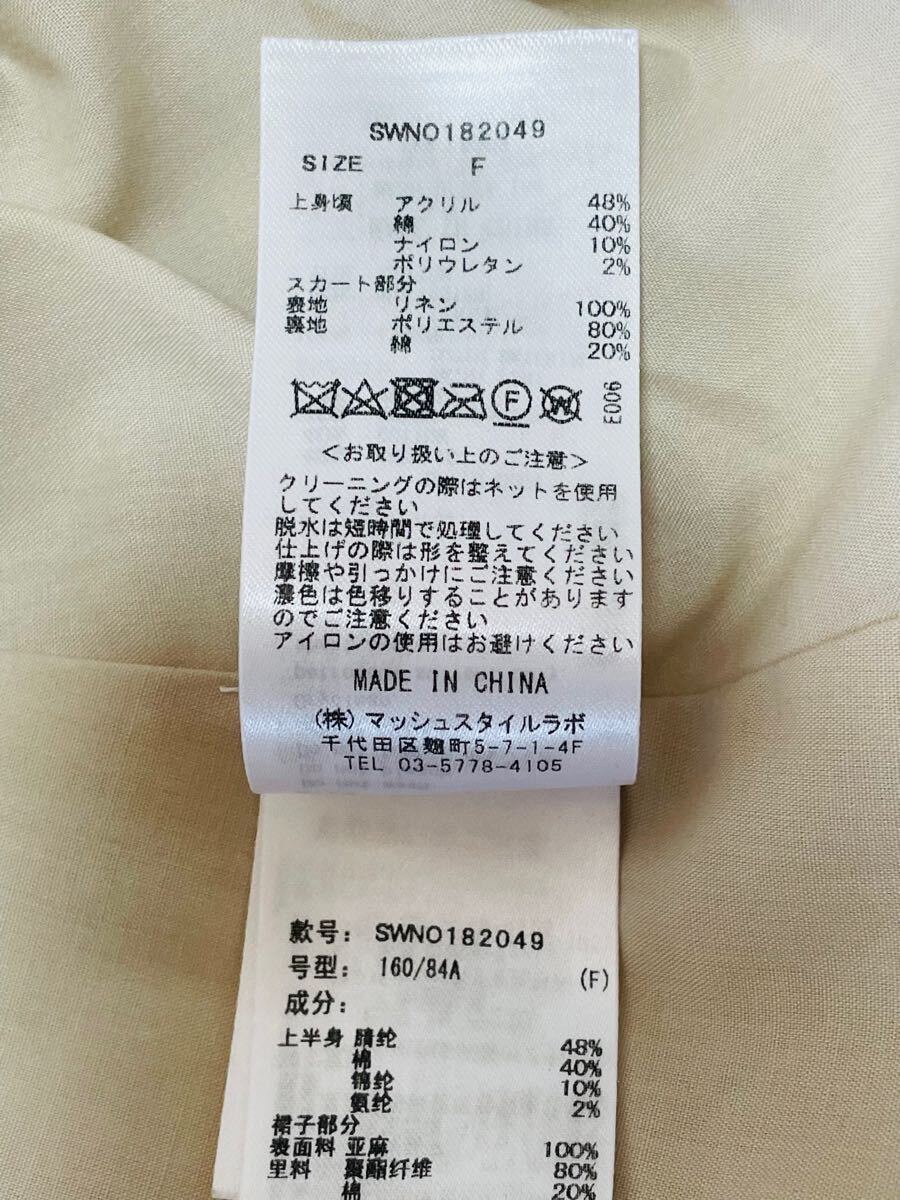 SWNO182049
SIZE F
上身頃 アクリル 48%
綿 40%
ナイロン 10%
ポリウレタン 2%
スカート部分
表地 リネン 100%
裏地 ポリエステル 80%
綿 20%
F W E006
<お取り扱い上のご注意>
クリーニングの際はネットを使用
してください
脱水は短時間で処理してください
仕上げの際は形を整えてください
摩擦や引っかけにご注意ください
濃色は色移りすることがあります
のでご注意ください
アイロンの使用はお避けください
MADE IN CHINA
(株)マッシュスタイルラボ
千代田区麹町5-7-1-4F
TEL 03-5778-4105
款号: SWNO182049
号型: 160/84A (F)
成分:
上半身 腈纶 48%
棉 40%
锦纶 10%
氨纶 2%
裙子部分
表面料 亚麻 100%
里料 聚酯纤维 80%
棉 20%